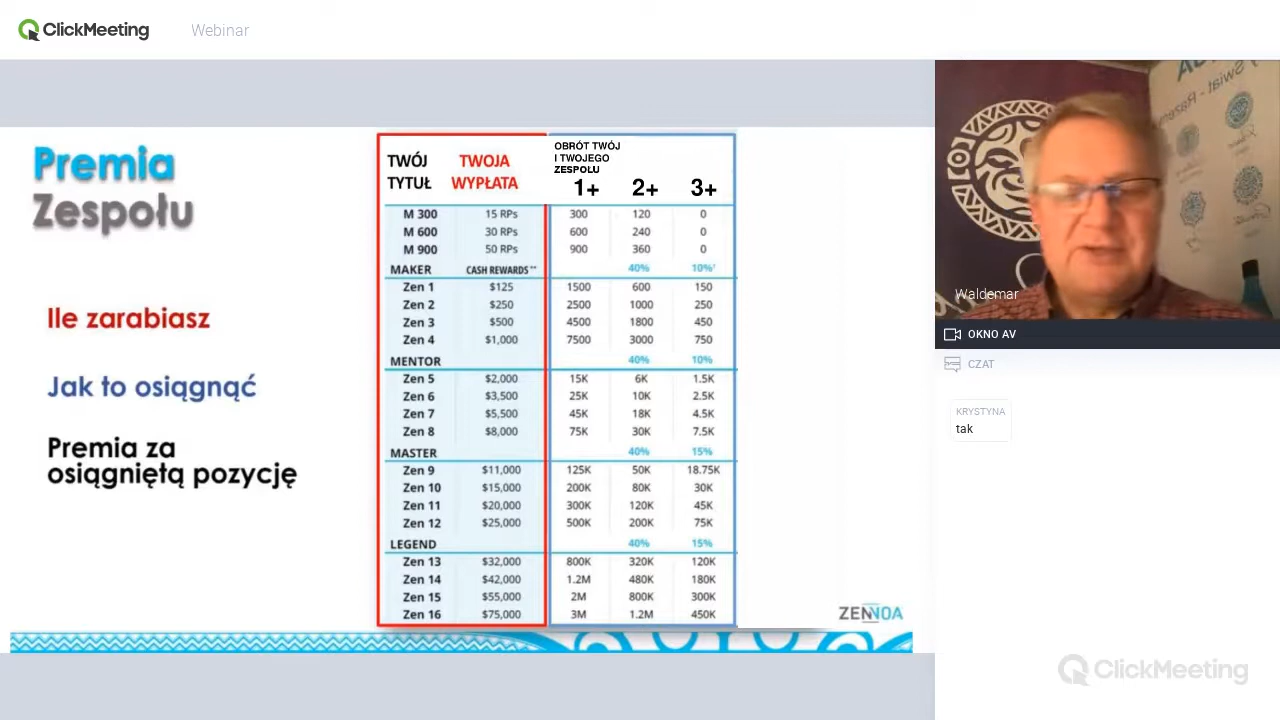 ClickMeeting
Webinar
Premia
Zespołu
Ile zarabiasz
Jak to osiągnąć
Premia za
osiągniętą pozycję
TWÓJ TWOJA
TYTUŁ WYPŁATA
OBRÓT TWÓJ
I TWOJEGO
ZESPOŁU
1+ 2+ 3+
M 300 15 RPs 300 120 0
M 600 30 RPs 600 240 0
M 900 50 RPs 900 360 0
MAKER CASH REWARDS** 40% 10%¹
Zen 1 $125 1500 600 150
Zen 2 $250 2500 1000 250
Zen 3 $500 4500 1800 450
Zen 4 $1,000 7500 3000 750
MENTOR 40% 10%
Zen 5 $2,000 15K 6K 1.5K
Zen 6 $3,500 25K 10K 2.5K
Zen 7 $5,500 45K 18K 4.5K
Zen 8 $8,000 75K 30K 7.5K
MASTER 40% 15%
Zen 9 $11,000 125K 50K 18.75K
Zen 10 $15,000 200K 80K 30K
Zen 11 $20,000 300K 120K 45K
Zen 12 $25,000 500K 200K 75K
LEGEND 40% 15%
Zen 13 $32,000 800K 320K 120K
Zen 14 $42,000 1.2M 480K 180K
Zen 15 $55,000 2M 800K 300K
Zen 16 $75,000 3M 1.2M 450K
ZENNOA
Świat - Razem
Waldemar
OKNO AV
CZAT
KRYSTYNA
tak
ClickMeeting